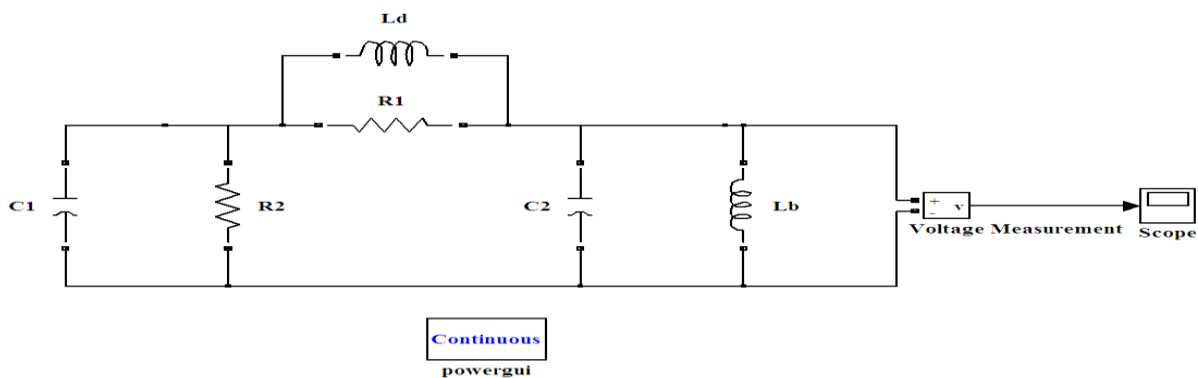 Ld
R1
C1
R2
C2
Lb
+
-
v
Voltage Measurement
Scope
Continuous
powergui